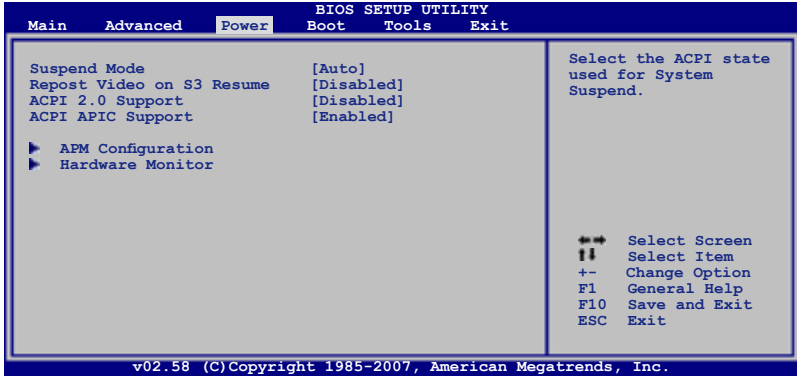 BIOS SETUP UTILITY
Main Advanced Power Boot Tools Exit
Suspend Mode [Auto]
Repost Video on S3 Resume [Disabled]
ACPI 2.0 Support [Disabled]
ACPI APIC Support [Enabled]
APM Configuration
Hardware Monitor
Select the ACPI state
used for System
Suspend.
←→ Select Screen
↑↓ Select Item
+- Change Option
F1 General Help
F10 Save and Exit
ESC Exit
v02.58 (C)Copyright 1985-2007, American Megatrends, Inc.